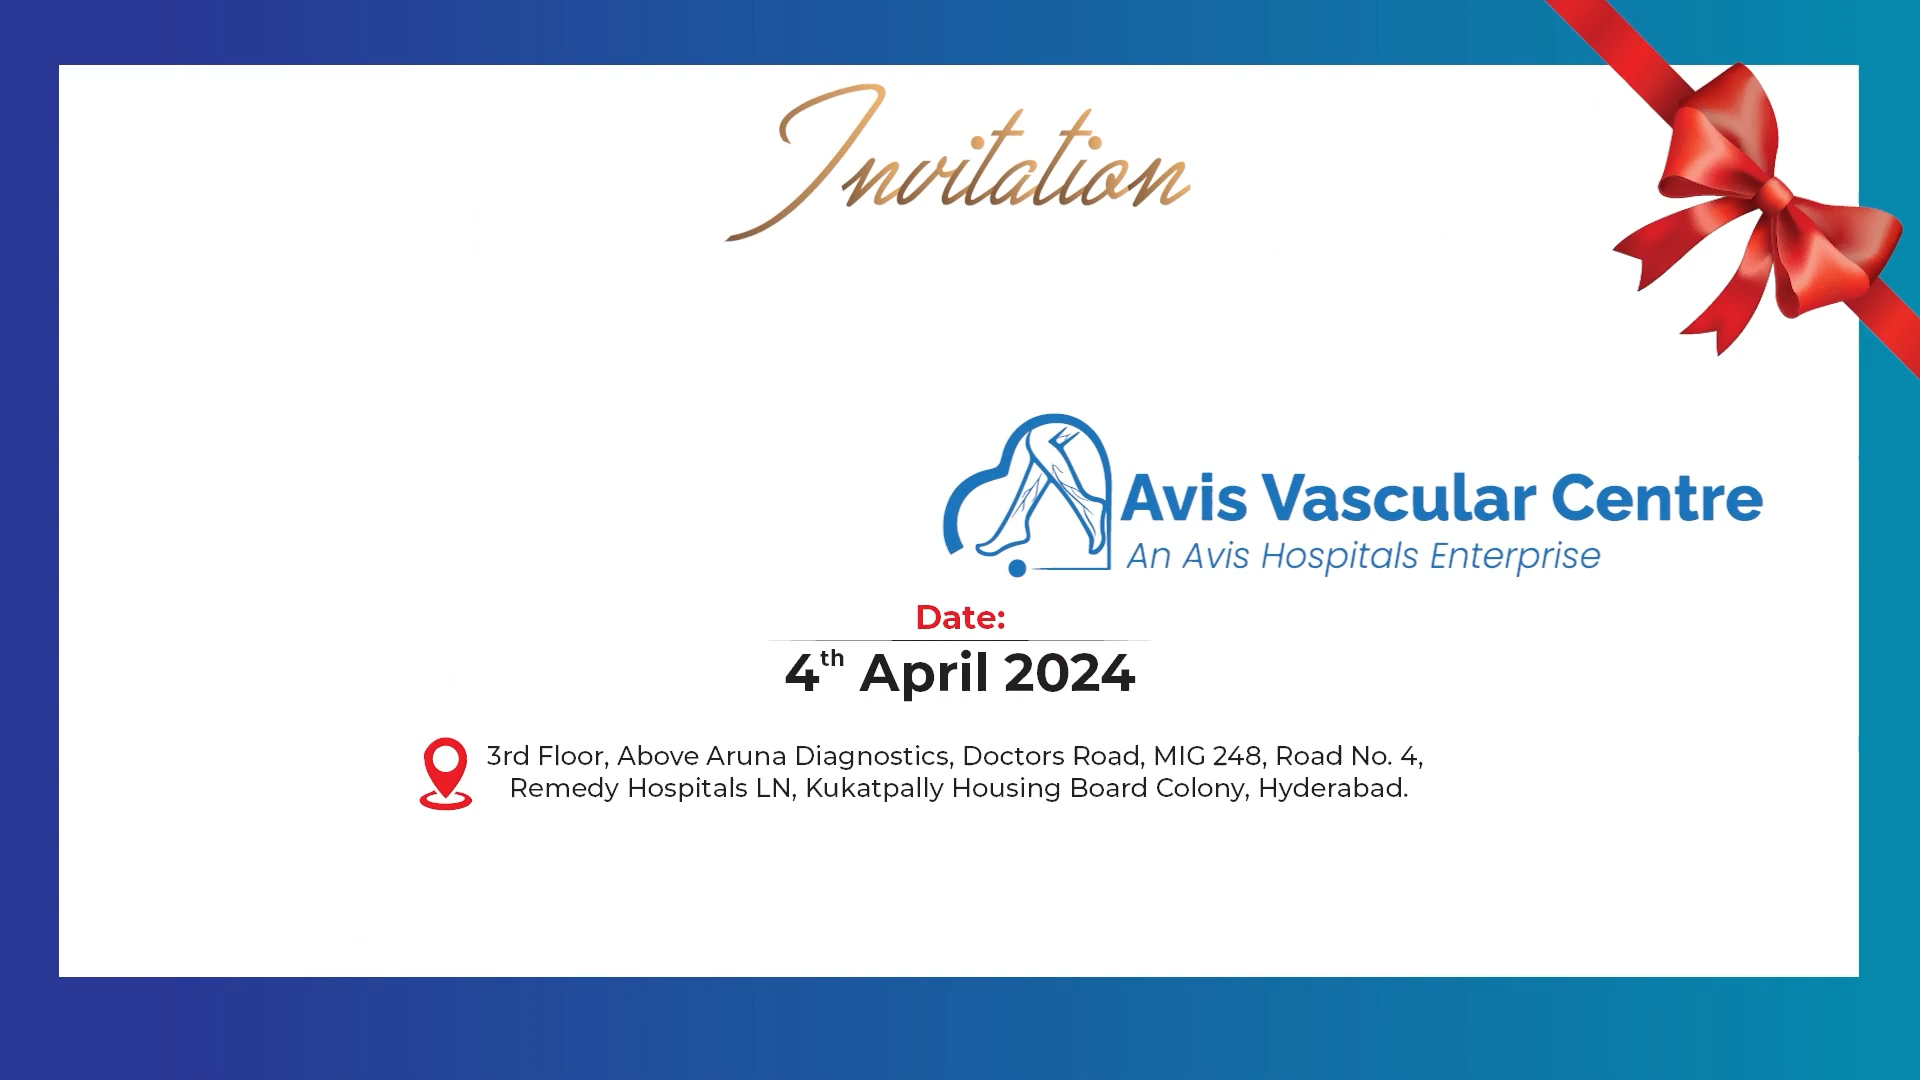 Invitation
Avis Vascular Centre
An Avis Hospitals Enterprise
Date:
4th April 2024
3rd Floor, Above Aruna Diagnostics, Doctors Road, MIG 248, Road No. 4,
Remedy Hospitals LN, Kukatpally Housing Board Colony, Hyderabad.